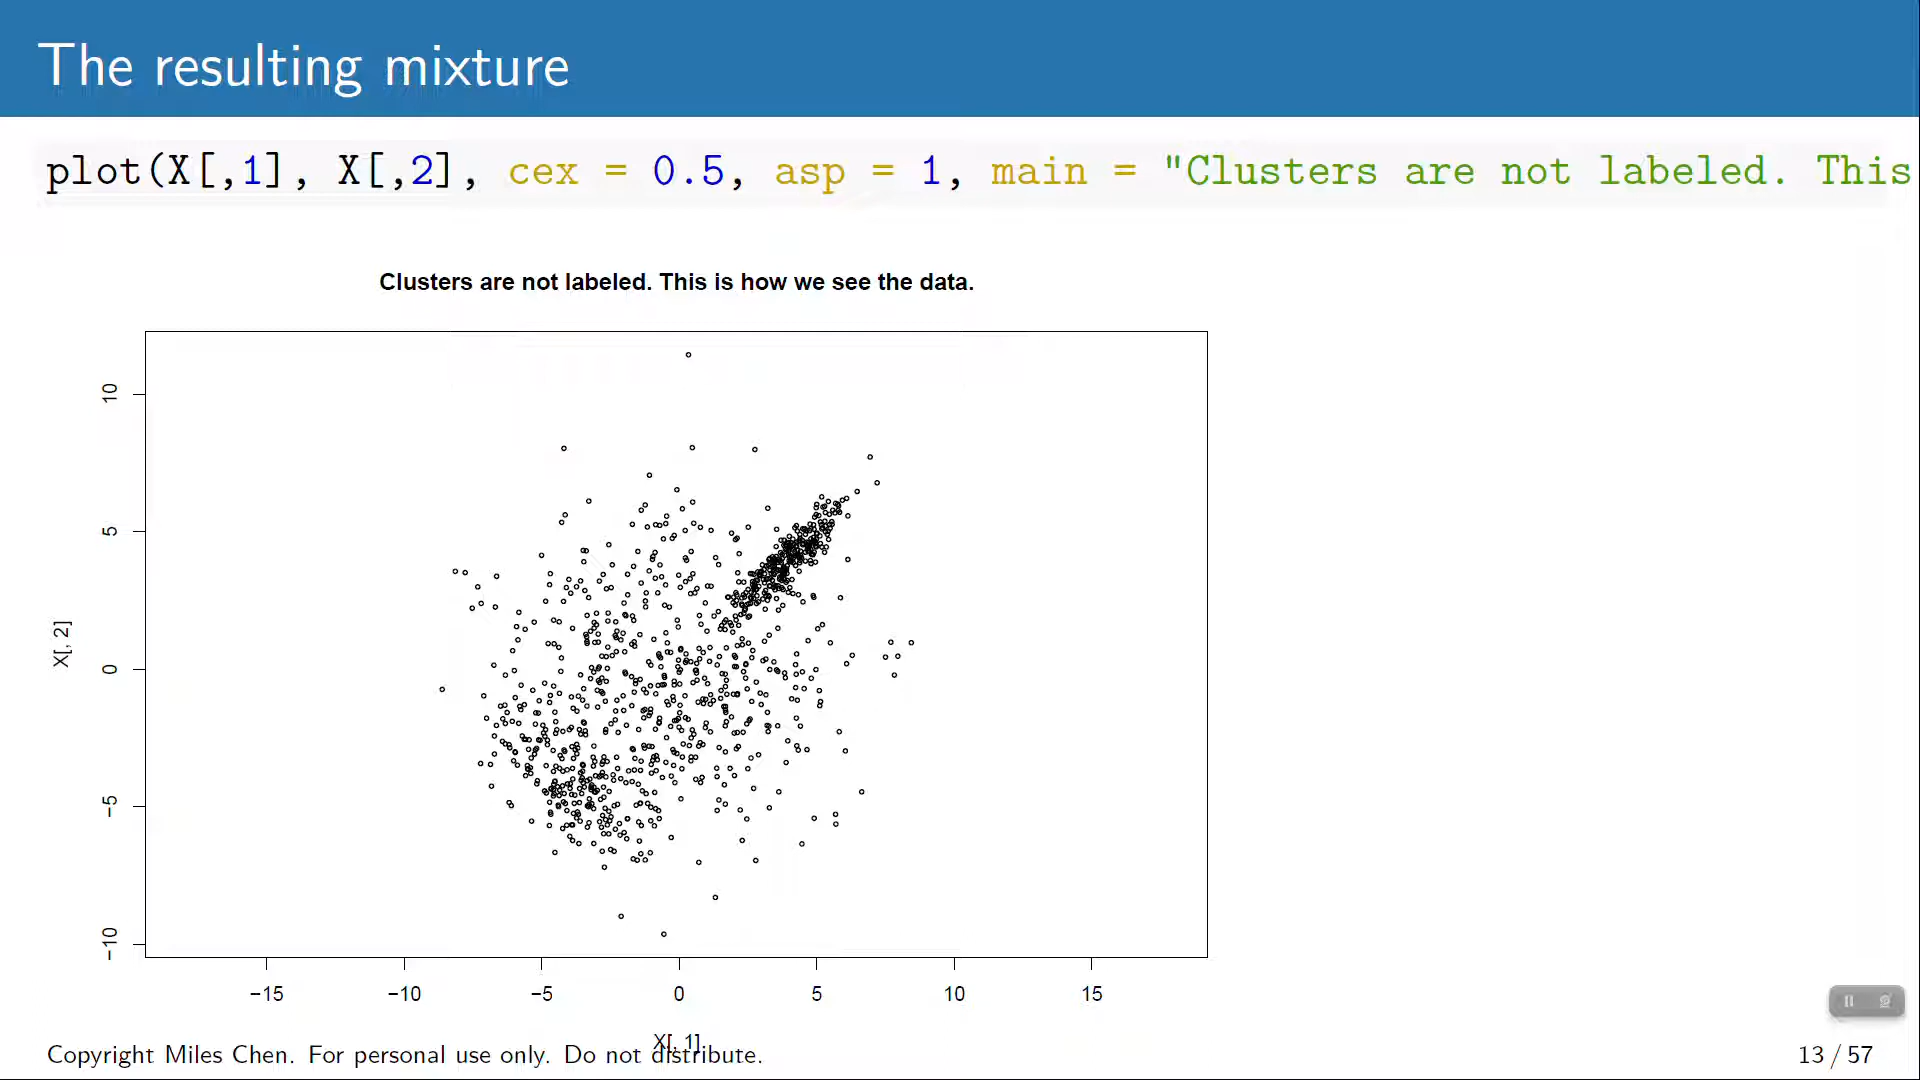 The resulting mixture
plot(X[,1], X[,2], cex = 0.5, asp = 1, main = "Clusters are not labeled. This
Clusters are not labeled. This is how we see the data.
10
5
0
−5
−10
X[, 2]
−15 −10 −5 0 5 10 15
X[, 1]
Copyright Miles Chen. For personal use only. Do not distribute.
13 / 57